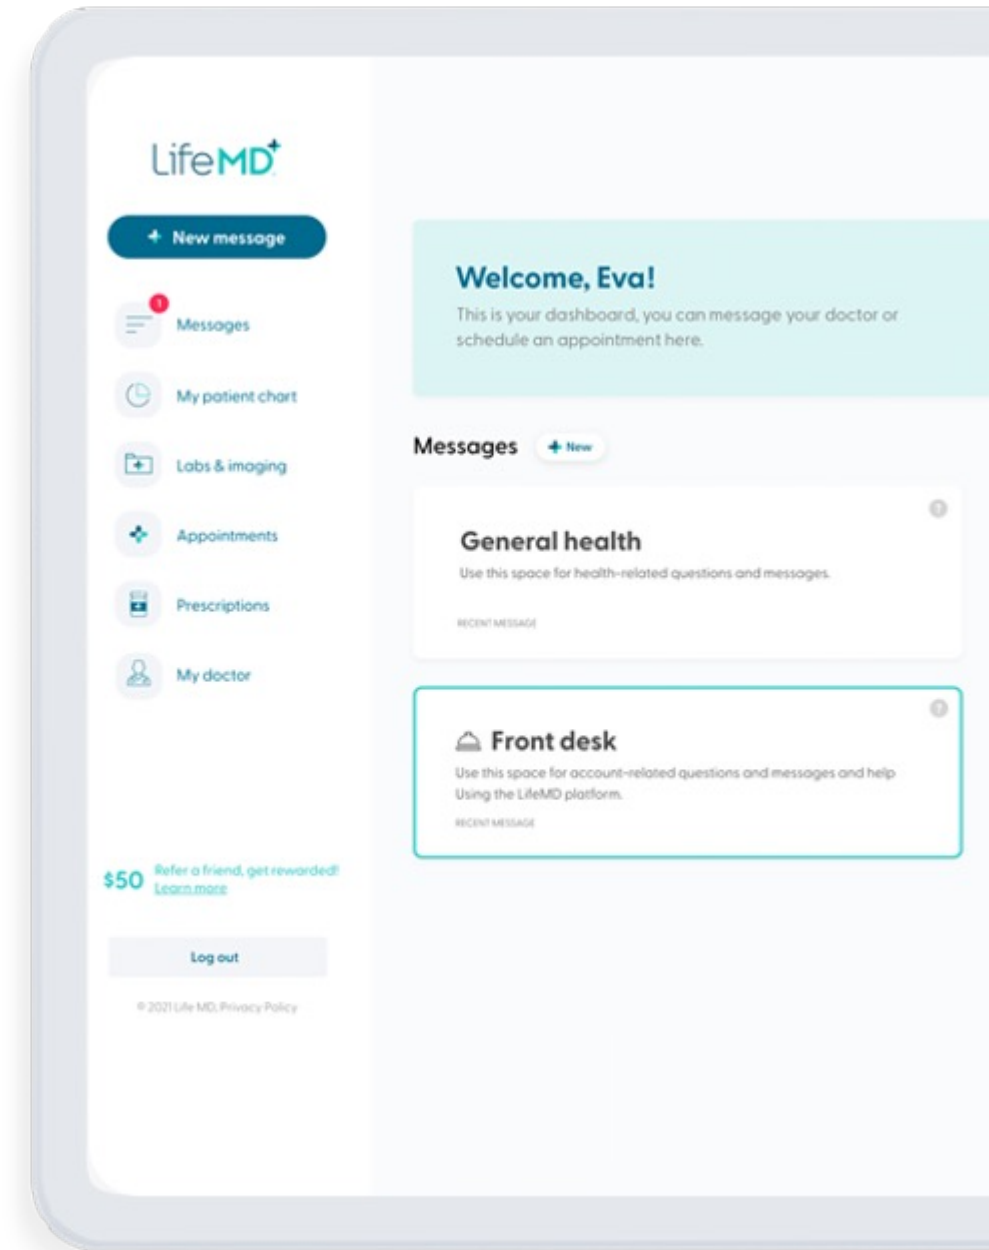 LifeMD
New message
1
Messages
My patient chart
Labs & imaging
Appointments
Prescriptions
My doctor
$50
Refer a friend, get rewarded!
Learn more
Log out
© 2021 Life MD, Privacy Policy
Welcome, Eva!
This is your dashboard, you can message your doctor or
schedule an appointment here.
Messages
New
?
General health
Use this space for health-related questions and messages.
RECENT MESSAGE
?
Front desk
Use this space for account-related questions and messages and help
Using the LifeMD platform.
RECENT MESSAGE